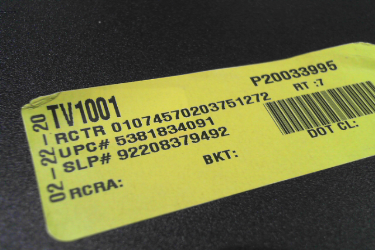 P20033995
RT :7
02-22-20
TV1001
RCTR 01074570203751272
UPC# 5381834091
SLP# 92208379492
DOT CL:
BKT:
RCRA: